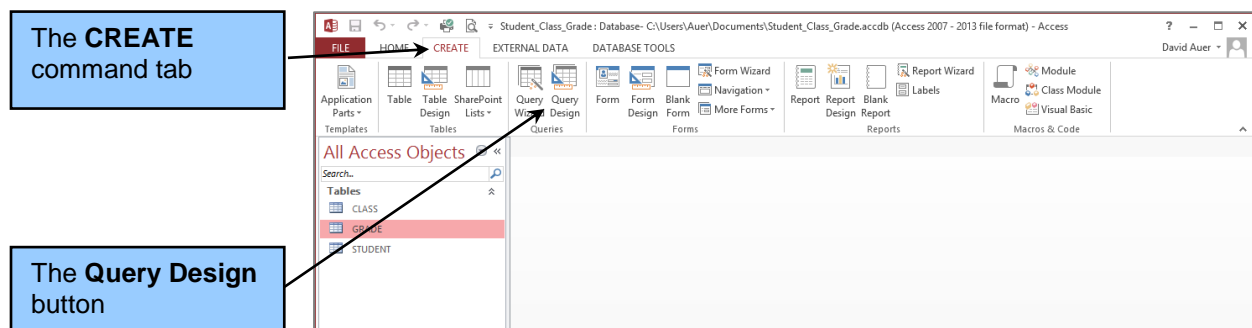 The CREATE
command tab
Student_Class_Grade : Database- C:\Users\Auer\Documents\Student_Class_Grade.accdb (Access 2007 - 2013 file format) - Access
FILE HOME CREATE EXTERNAL DATA DATABASE TOOLS David Auer
Application Parts Table Table Design SharePoint Lists Query Wizard Query Design Form Form Design Blank Form Form Wizard Navigation More Forms Report Report Design Blank Report Report Wizard Labels Macro Module Class Module Visual Basic
Templates Tables Queries Forms Reports Macros & Code
All Access Objects
Search...
Tables
CLASS
GRADE
STUDENT
The Query Design
button